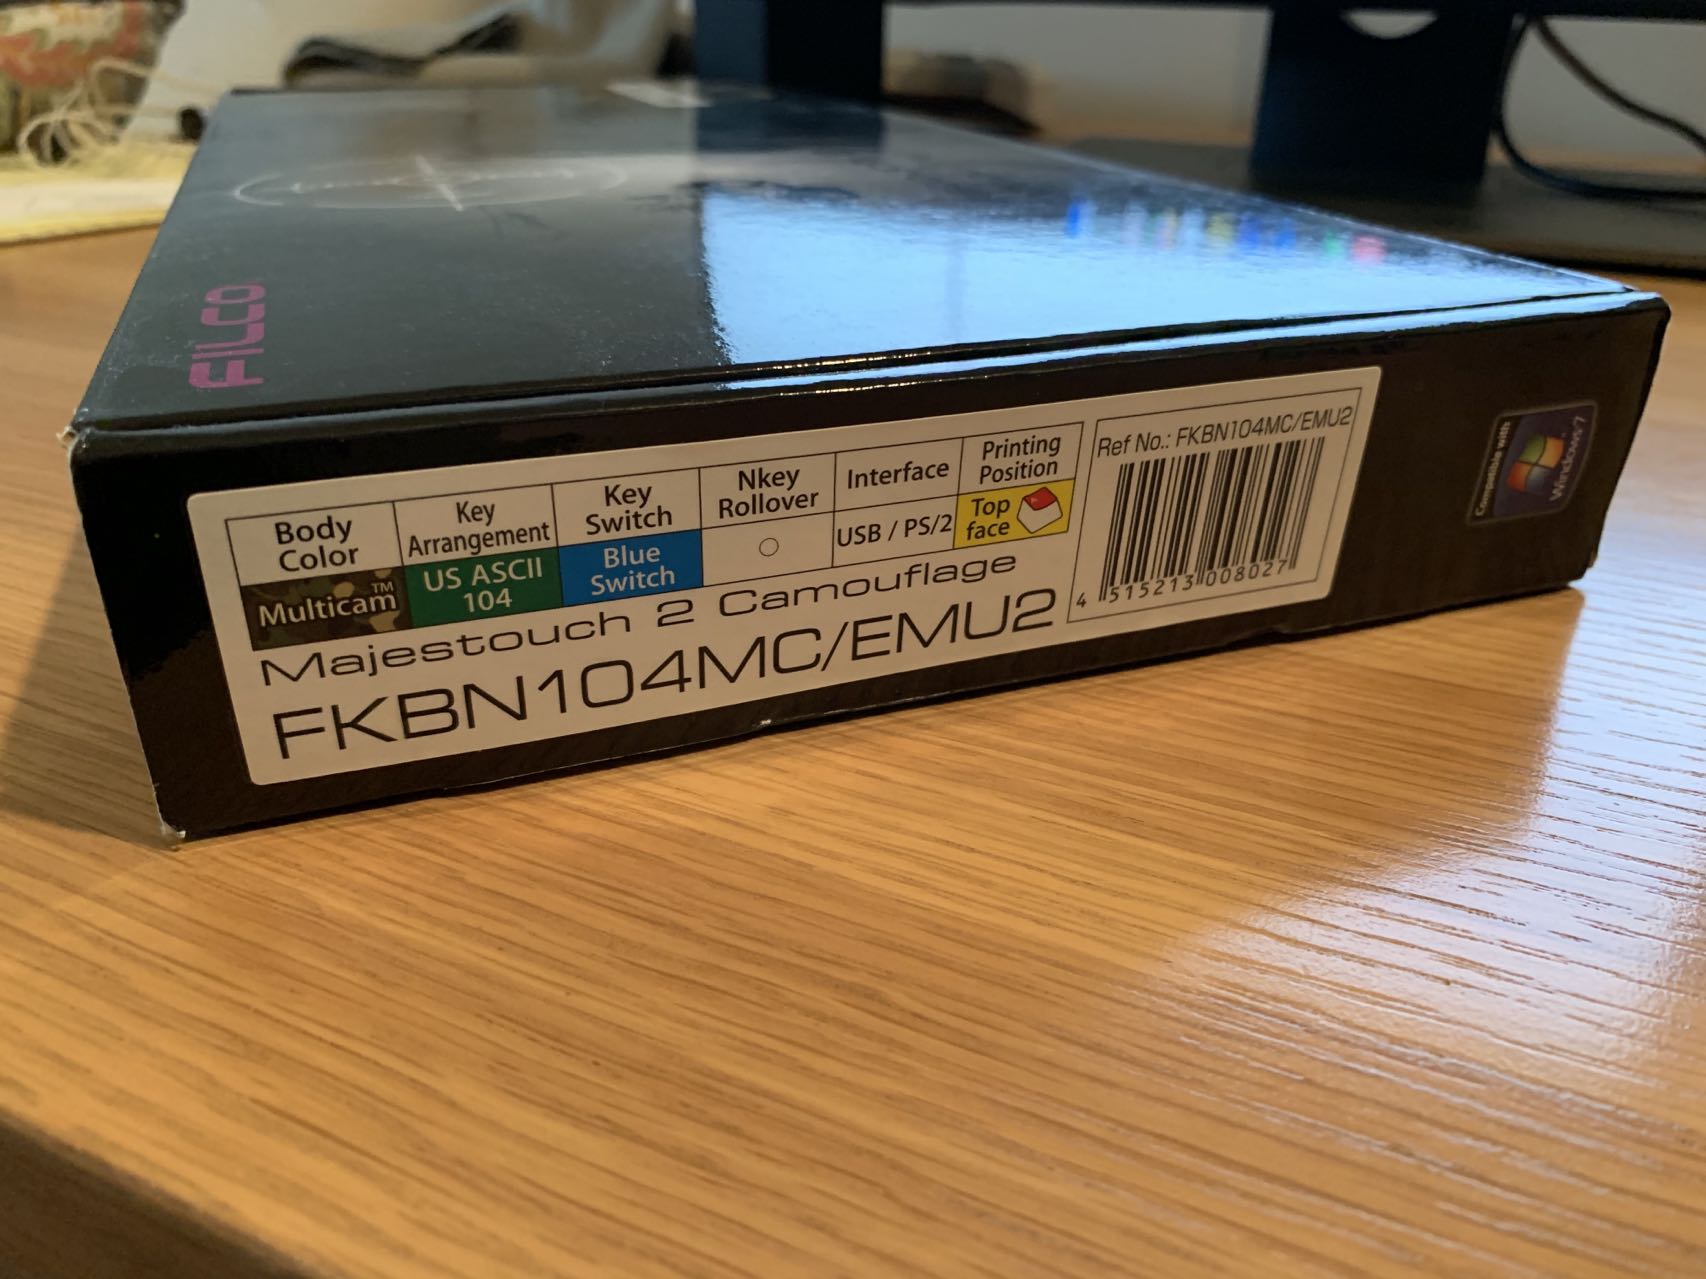 FILCO
Body Color
Key Arrangement
Key Switch
Nkey Rollover
Interface
Printing Position
Multicam™
US ASCII 104
Blue Switch
○
USB / PS/2
Top face
Majestouch 2 Camouflage
FKBN104MC/EMU2
Ref No.: FKBN104MC/EMU2
4 515213 008027
Compatible with
Windows 7